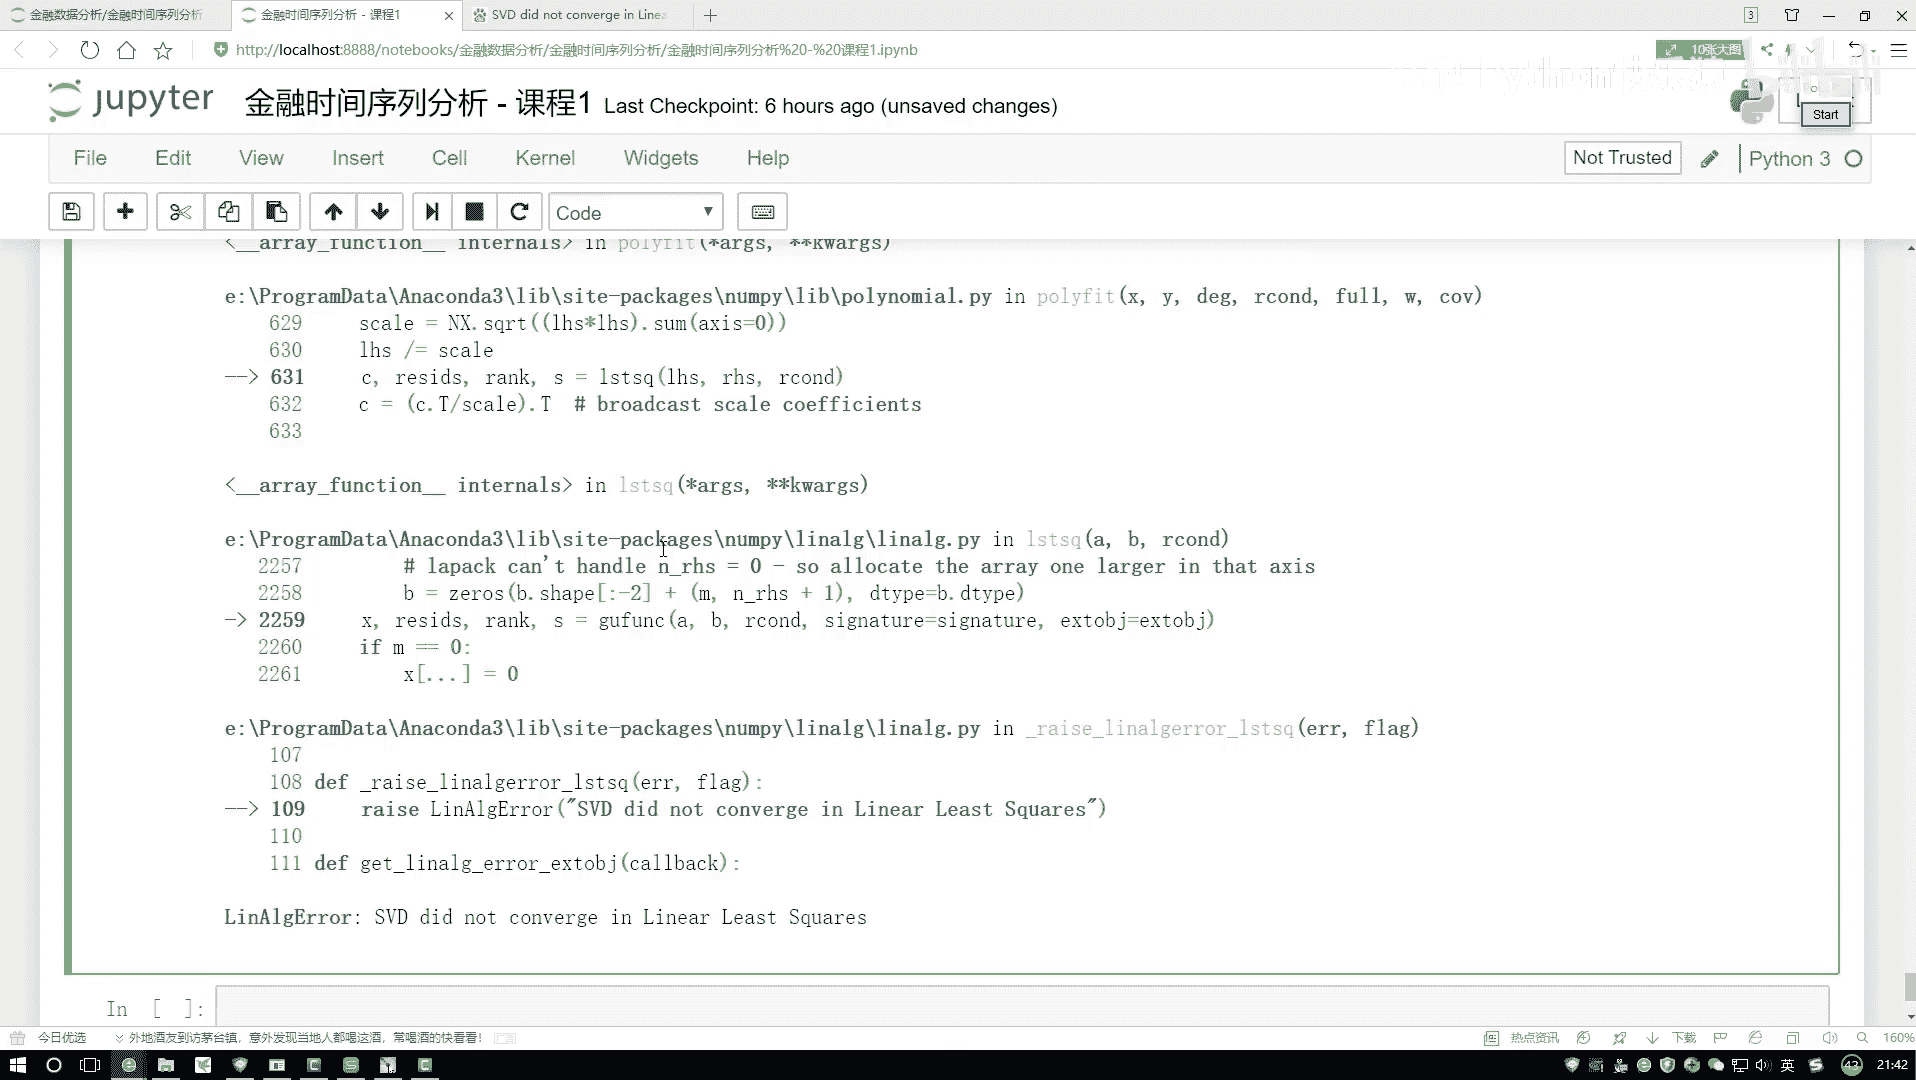 金融数据分析/金融时间序列分析
金融时间序列分析 - 课程1
SVD did not converge in Linea
3
http://localhost:8888/notebooks/金融数据分析/金融时间序列分析/金融时间序列分析%20-%20课程1.ipynb
10张大图
jupyter 金融时间序列分析 - 课程1 Last Checkpoint: 6 hours ago (unsaved changes)
Start
File Edit View Insert Cell Kernel Widgets Help
Not Trusted
Python 3
Code
<__array_function__ internals> in polyfit(*args, **kwargs)
e:\ProgramData\Anaconda3\lib\site-packages\numpy\lib\polynomial.py in polyfit(x, y, deg, rcond, full, w, cov)
629 scale = NX.sqrt((lhs*lhs).sum(axis=0))
630 lhs /= scale
--> 631 c, resids, rank, s = lstsq(lhs, rhs, rcond)
632 c = (c.T/scale).T # broadcast scale coefficients
633
<__array_function__ internals> in lstsq(*args, **kwargs)
e:\ProgramData\Anaconda3\lib\site-packages\numpy\linalg\linalg.py in lstsq(a, b, rcond)
2257 # lapack can't handle n_rhs = 0 - so allocate the array one larger in that axis
2258 b = zeros(b.shape[:-2] + (m, n_rhs + 1), dtype=b.dtype)
-> 2259 x, resids, rank, s = gufunc(a, b, rcond, signature=signature, extobj=extobj)
2260 if m == 0:
2261 x[...] = 0
e:\ProgramData\Anaconda3\lib\site-packages\numpy\linalg\linalg.py in _raise_linalgerror_lstsq(err, flag)
107
108 def _raise_linalgerror_lstsq(err, flag):
--> 109 raise LinAlgError("SVD did not converge in Linear Least Squares")
110
111 def get_linalg_error_extobj(callback):
LinAlgError: SVD did not converge in Linear Least Squares
In [ ]:
今日优选
外地酒友到访茅台镇，意外发现当地人都喝这酒，常喝酒的快看看!
热点资讯
下载
160%
英
43
21:42